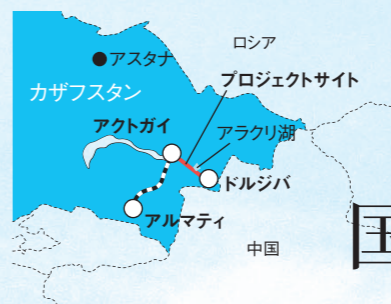 ロシア
アスタナ
プロジェクトサイト
カザフスタン
アクトガイ
アラクリ湖
ドルジバ
アルマティ
中国
国